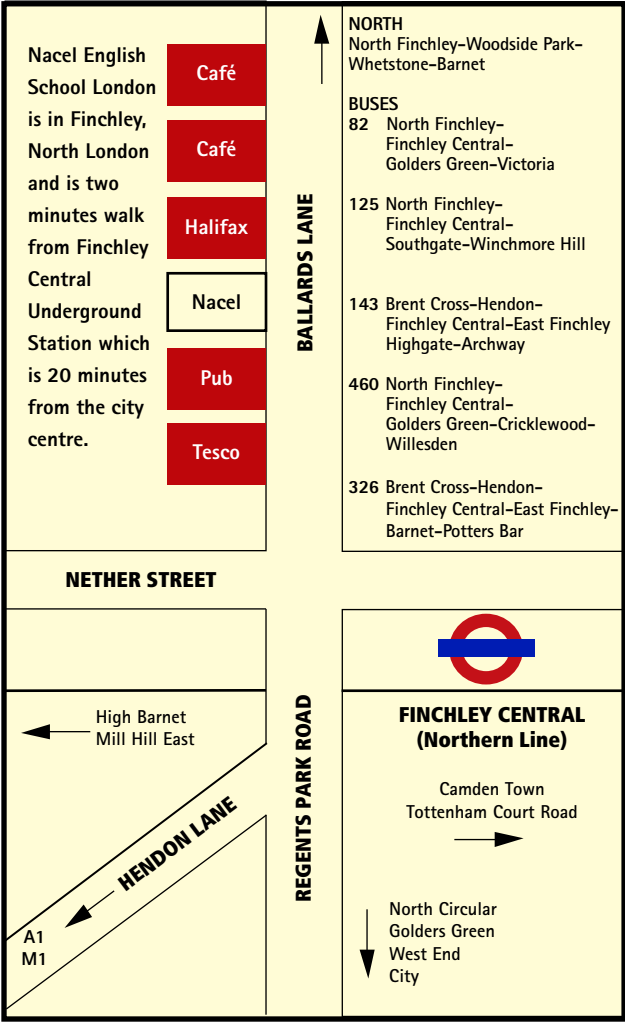 Nacel English
School London
is in Finchley,
North London
and is two
minutes walk
from Finchley
Central
Underground
Station which
is 20 minutes
from the city
centre.
Café
Café
Halifax
Nacel
Pub
Tesco
BALLARDS LANE
NORTH
North Finchley–Woodside Park–
Whetstone–Barnet
BUSES
82 North Finchley–
Finchley Central–
Golders Green–Victoria
125 North Finchley–
Finchley Central–
Southgate–Winchmore Hill
143 Brent Cross–Hendon–
Finchley Central–East Finchley
Highgate–Archway
460 North Finchley–
Finchley Central–
Golders Green–Cricklewood–
Willesden
326 Brent Cross–Hendon–
Finchley Central–East Finchley–
Barnet–Potters Bar
NETHER STREET
High Barnet
Mill Hill East
HENDON LANE
A1
M1
REGENTS PARK ROAD
FINCHLEY CENTRAL
(Northern Line)
Camden Town
Tottenham Court Road
North Circular
Golders Green
West End
City